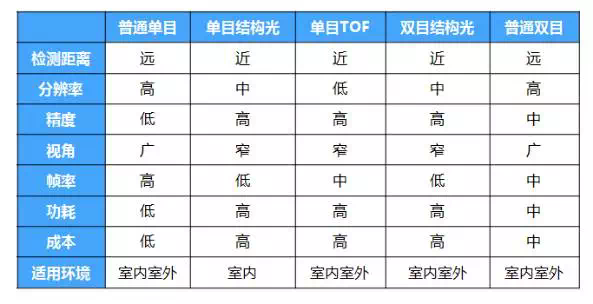 普通单目 单目结构光 单目TOF 双目结构光 普通双目
检测距离 远 近 近 近 远
分辨率 高 中 低 中 高
精度 低 高 高 高 中
视角 广 窄 窄 窄 广
帧率 高 低 中 低 中
功耗 低 高 高 高 中
成本 低 高 高 高 中
适用环境 室内室外 室内 室内室外 室内室外 室内室外